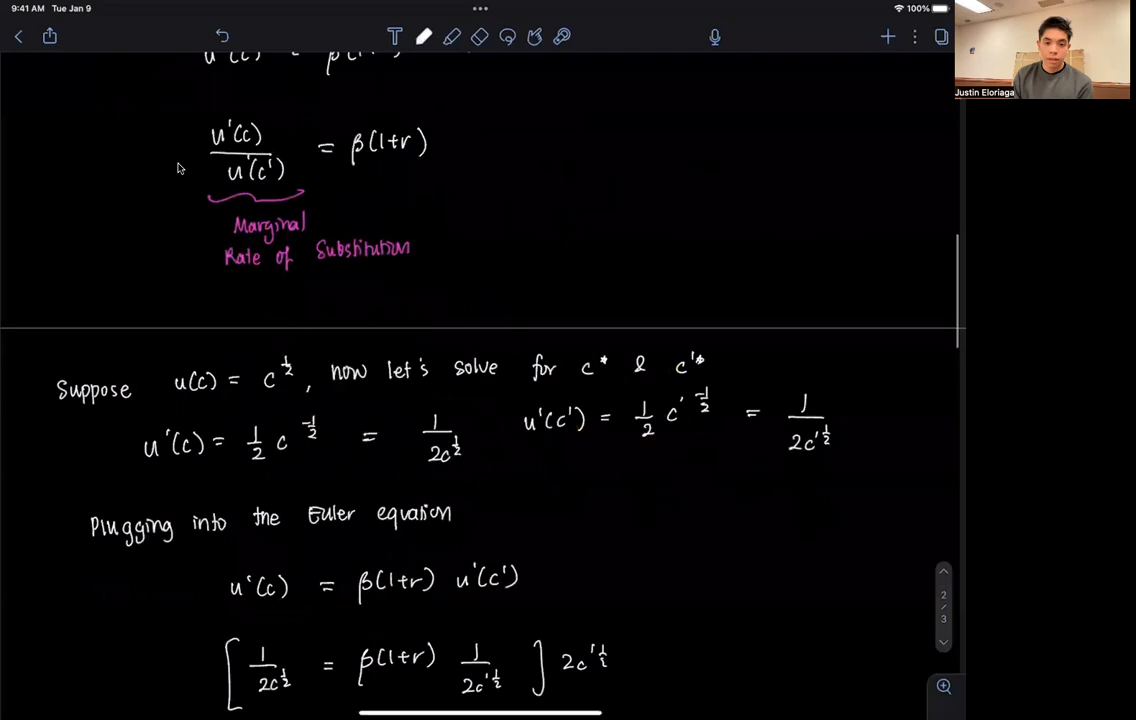 9:41 AM Tue Jan 9
100%
Justin Eloriaga
u'(c) / u'(c') = β(1+r)
Marginal
Rate of Substitution
Suppose u(c) = c^{1/2}, now let's solve for c* & c'*
u'(c) = 1/2 c^{-1/2} = 1/(2c^{1/2}) u'(c') = 1/2 c'^{-1/2} = 1/(2c'^{1/2})
Plugging into the Euler equation
u'(c) = β(1+r) u'(c')
[ 1/(2c^{1/2}) = β(1+r) 1/(2c'^{1/2}) ] 2c'^{1/2}
2
/
3